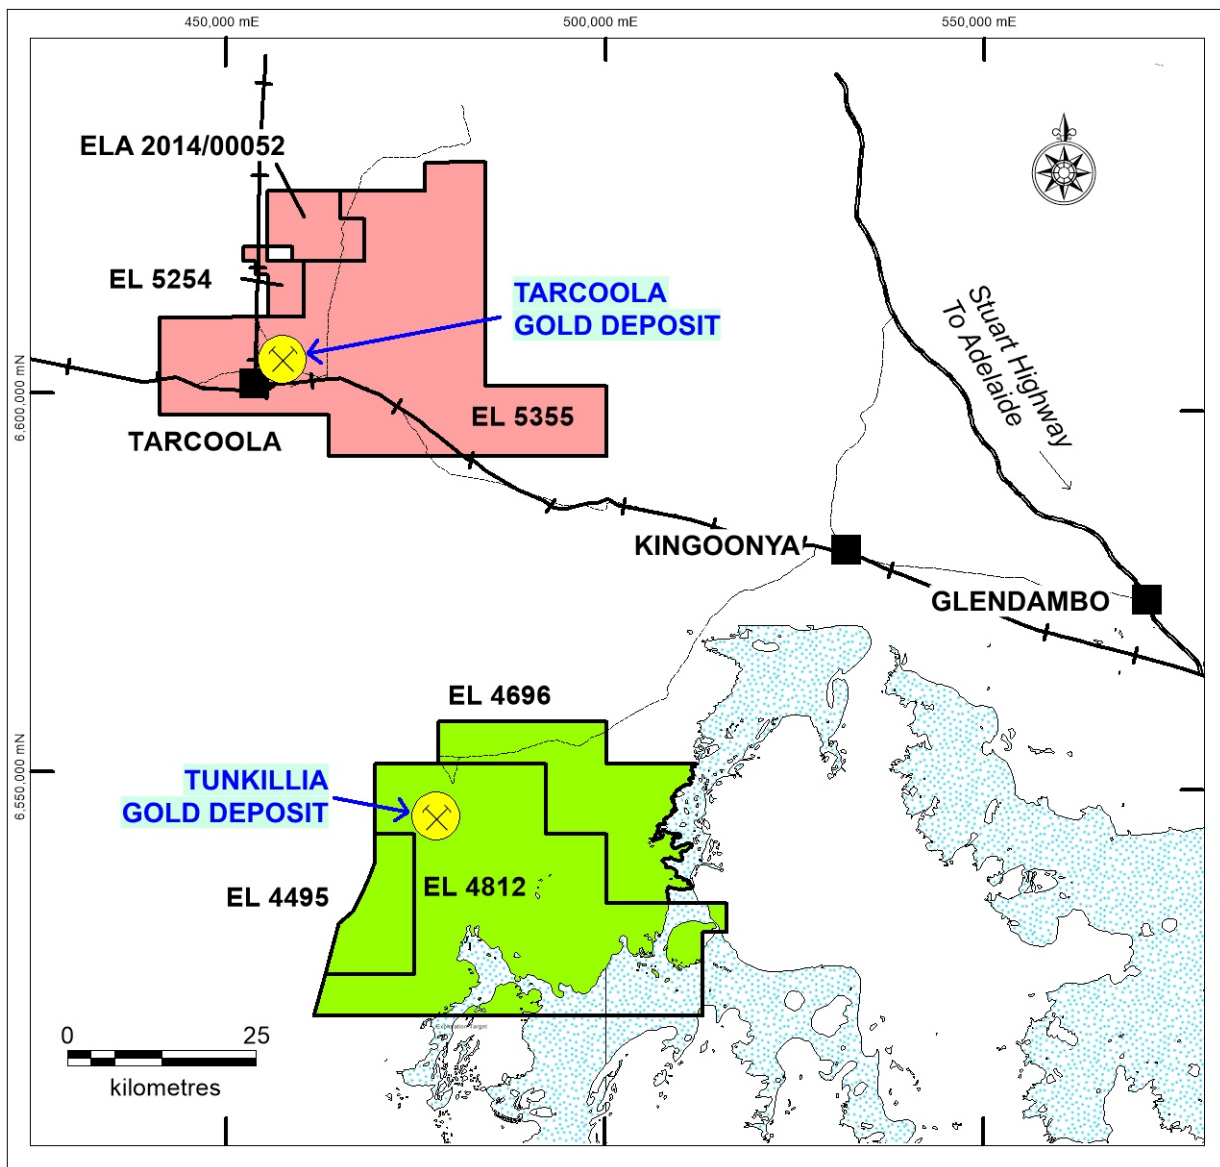 450,000 mE
500,000 mE
550,000 mE
ELA 2014/00052
EL 5254
TARCOOLA
GOLD DEPOSIT
Stuart Highway
To Adelaide
6,600,000 mN
EL 5355
TARCOOLA
KINGOONYA
GLENDAMBO
EL 4696
6,550,000 mN
TUNKILLIA
GOLD DEPOSIT
EL 4812
EL 4495
Exploration Target
0 25
kilometres